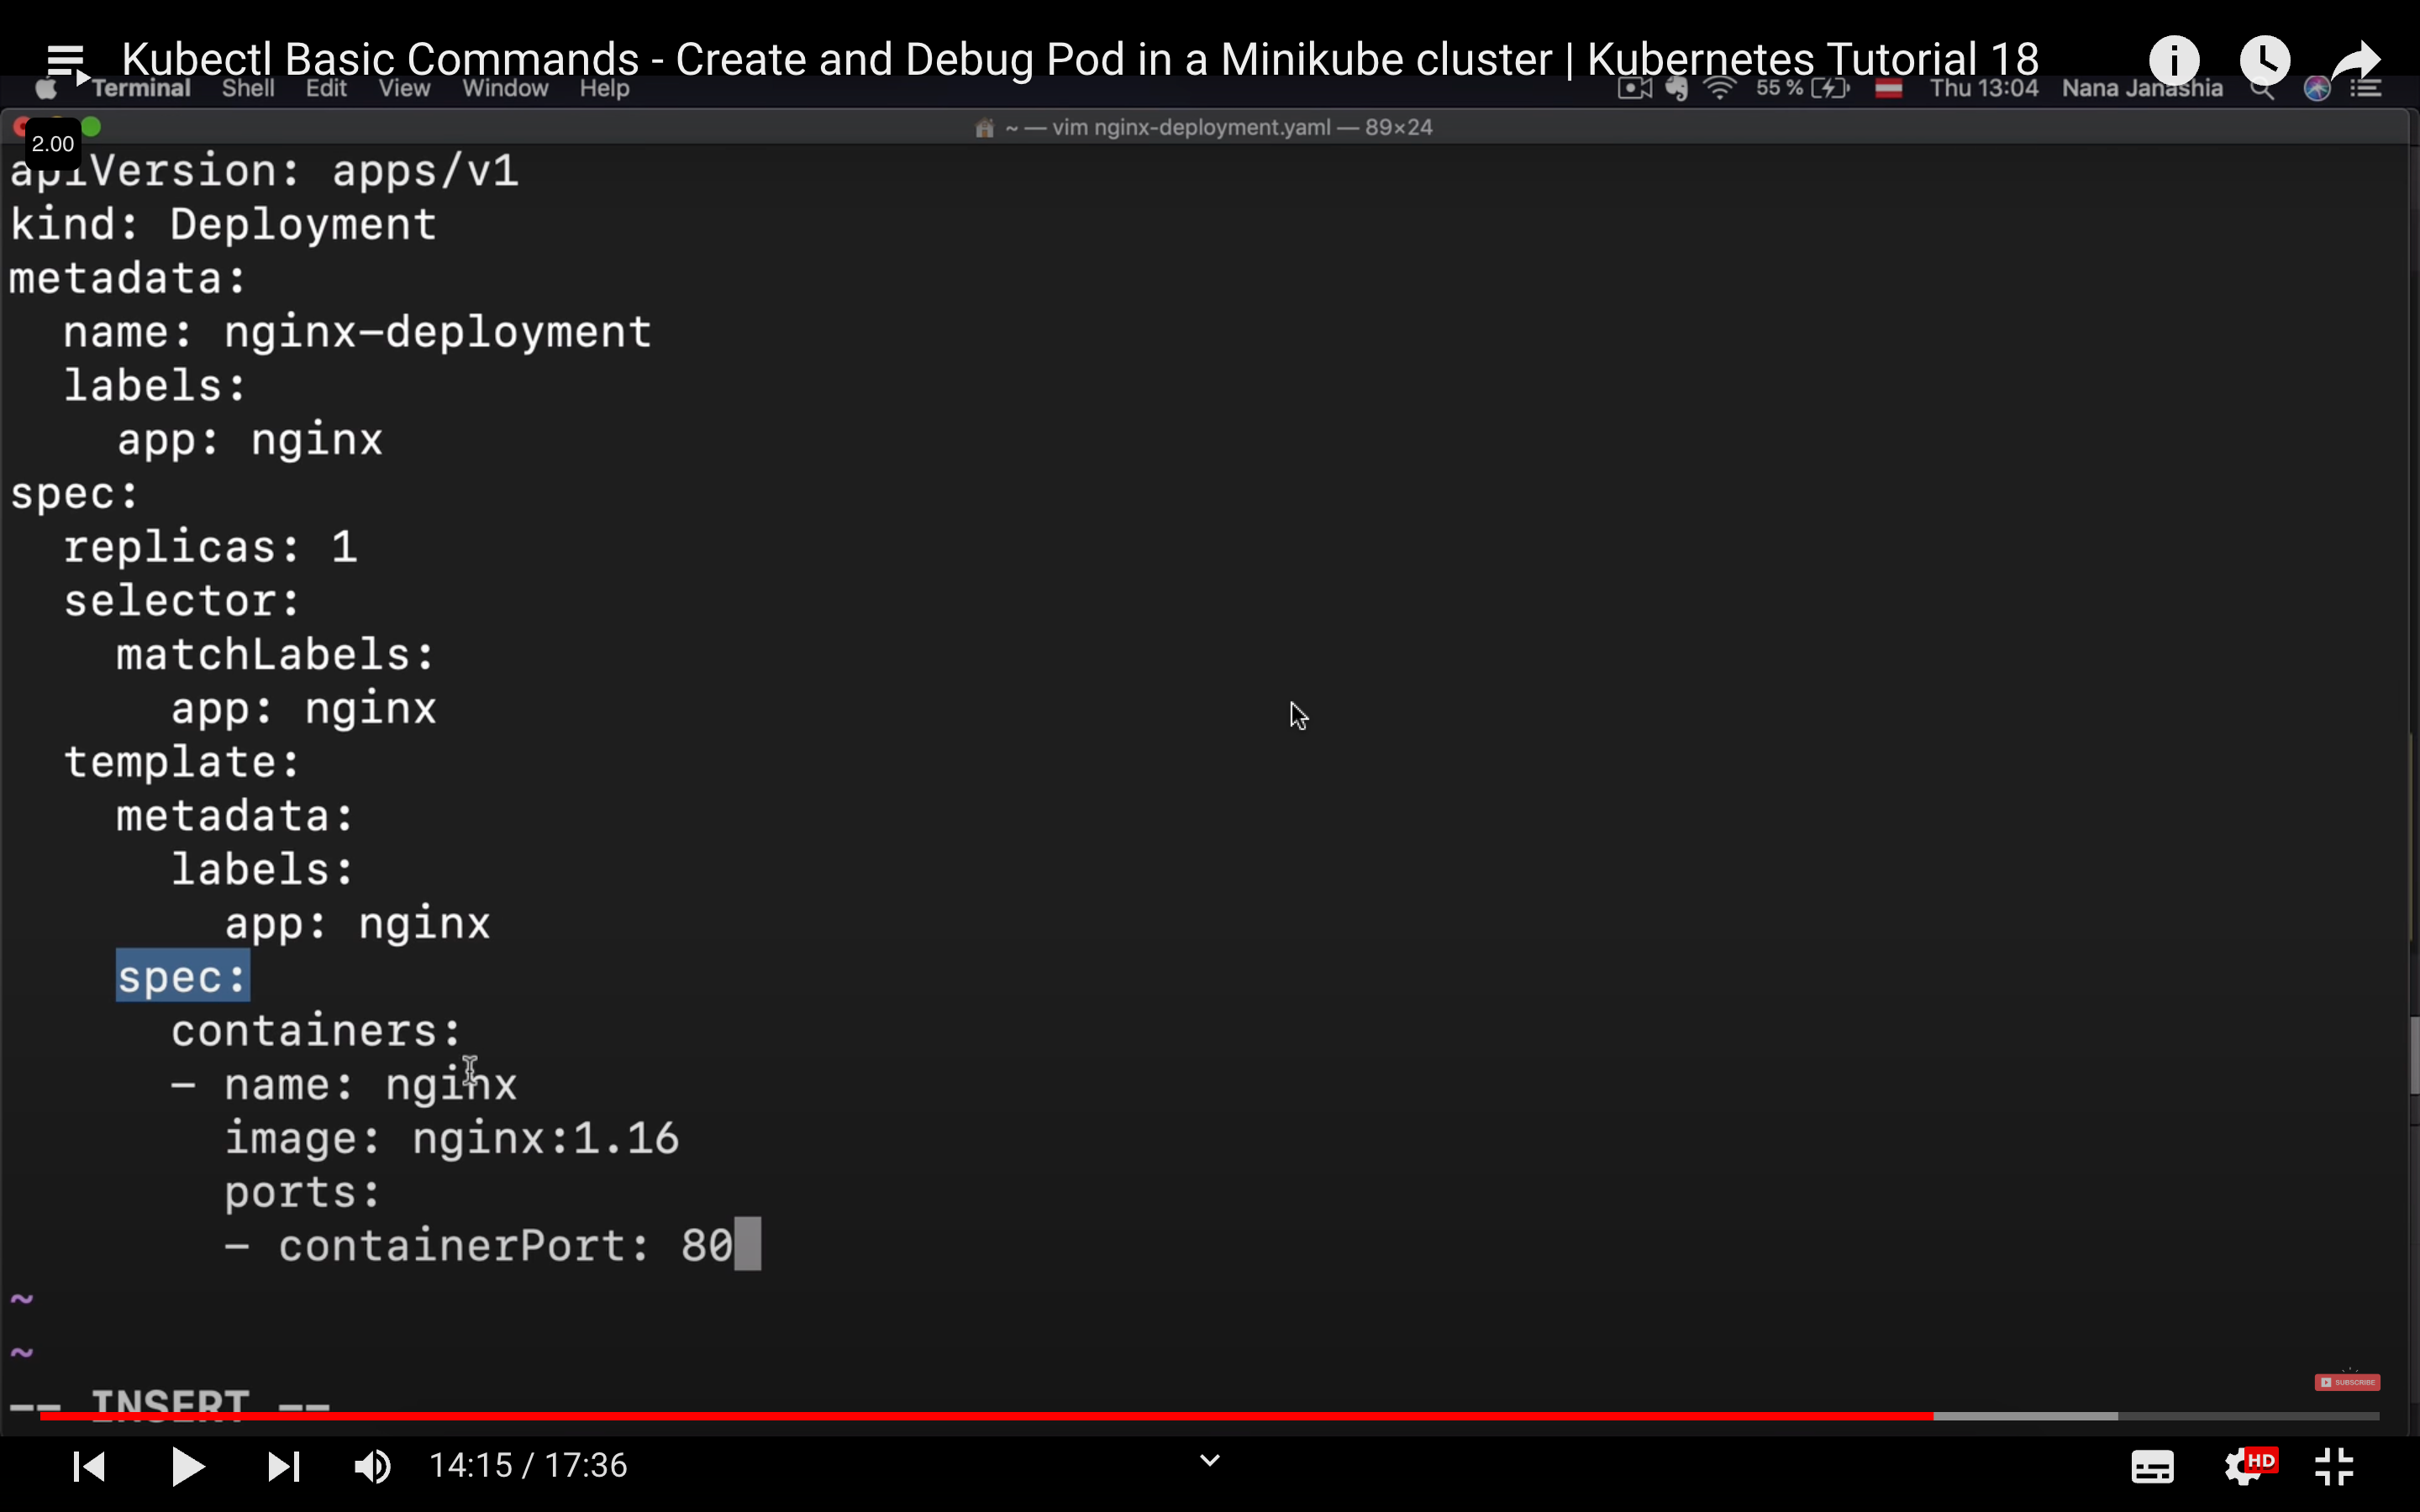 Kubectl Basic Commands - Create and Debug Pod in a Minikube cluster | Kubernetes Tutorial 18
Terminal Shell Edit View Window Help 55 % Thu 13:04 Nana Janashia
~ — vim nginx-deployment.yaml — 89×24
2.00
apiVersion: apps/v1
kind: Deployment
metadata:
  name: nginx-deployment
  labels:
    app: nginx
spec:
  replicas: 1
  selector:
    matchLabels:
      app: nginx
  template:
    metadata:
      labels:
        app: nginx
    spec:
      containers:
      - name: nginx
        image: nginx:1.16
        ports:
        - containerPort: 80
~
~
SUBSCRIBE
-- INSERT --
14:15 / 17:36
HD